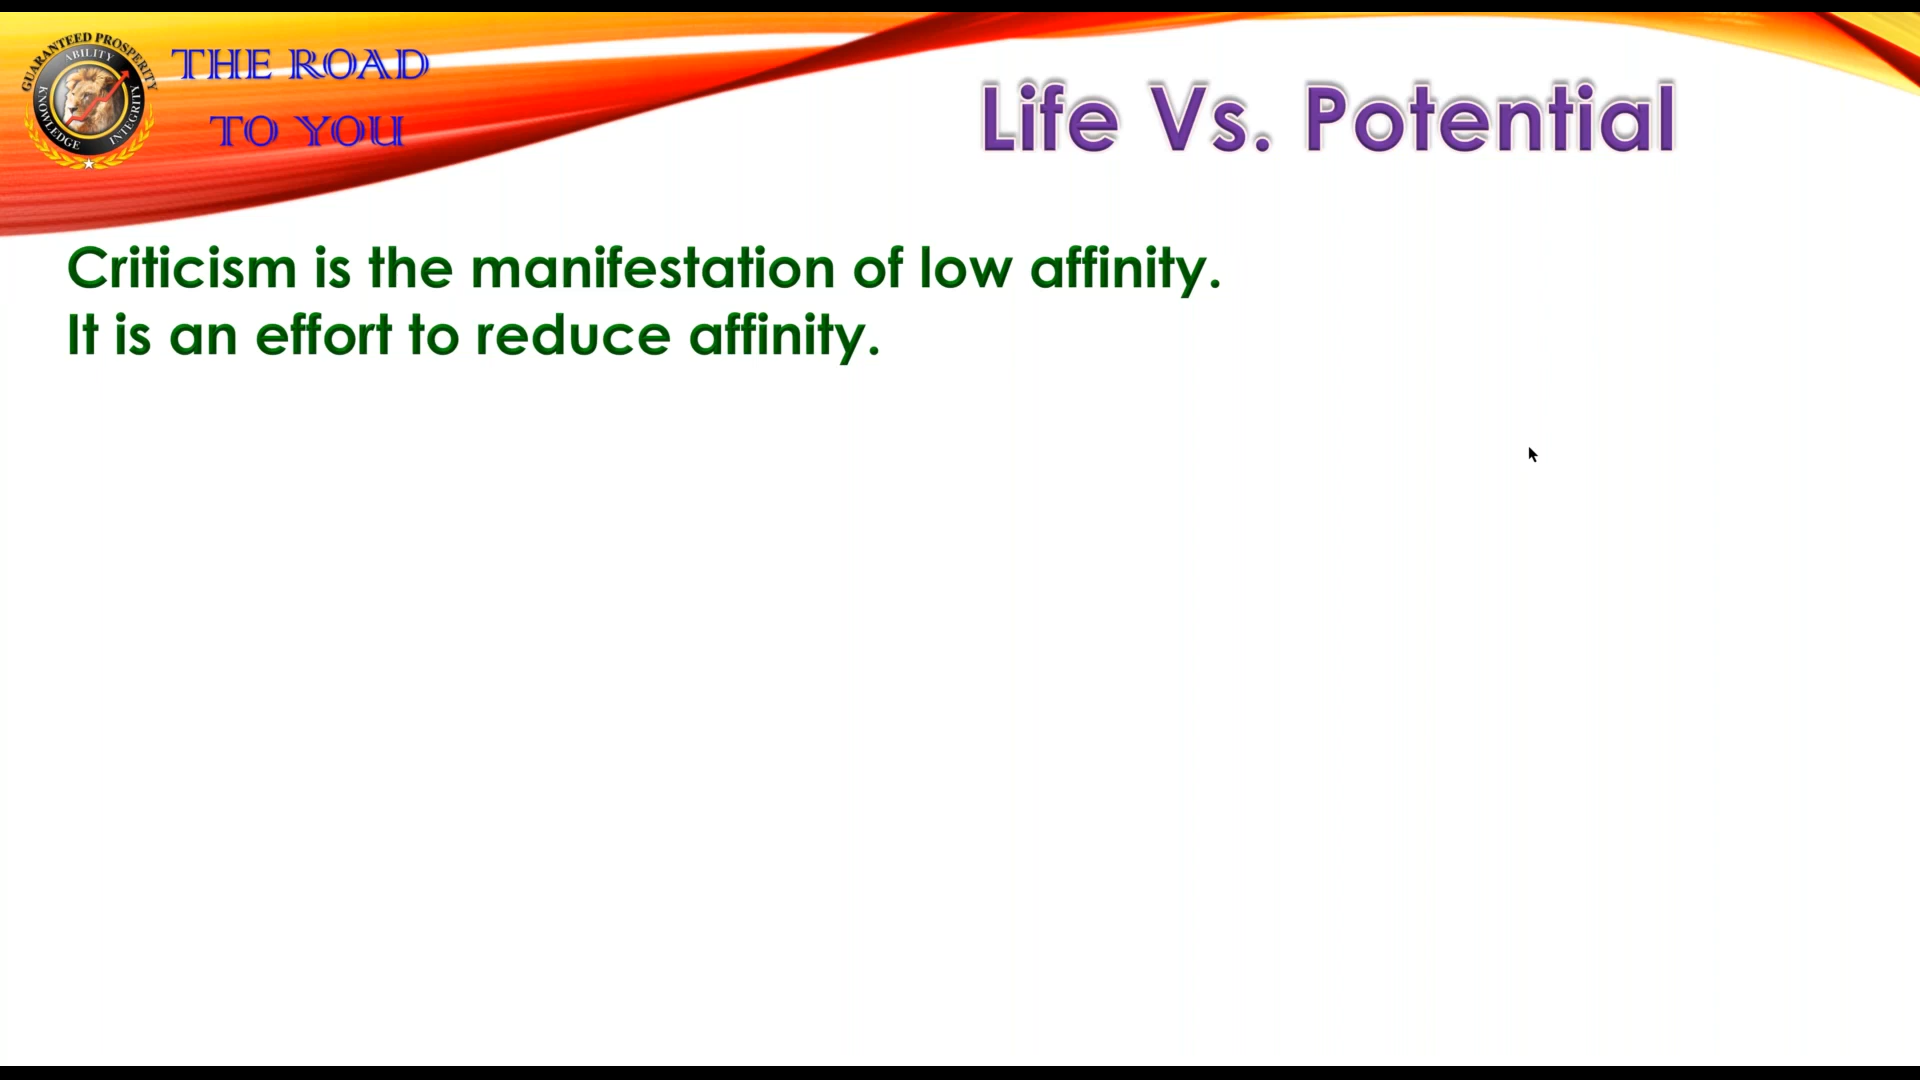 GUARANTEED PROSPERITY
ABILITY
KNOWLEDGE
INTEGRITY
THE ROAD
TO YOU
Life Vs. Potential
Criticism is the manifestation of low affinity.
It is an effort to reduce affinity.